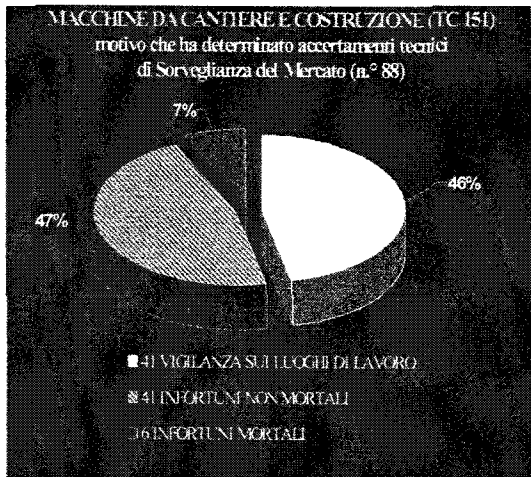 MACCHINE DA CANTIERE E COSTRUZIONE (TC 151)
motivo che ha determinato accertamenti tecnici
di Sorveglianza del Mercato (n.° 88)
7%
46%
47%
41 VIGILANZA SUI LUOGHI DI LAVORO
41 INFORTUNI NON MORTALI
6 INFORTUNI MORTALI